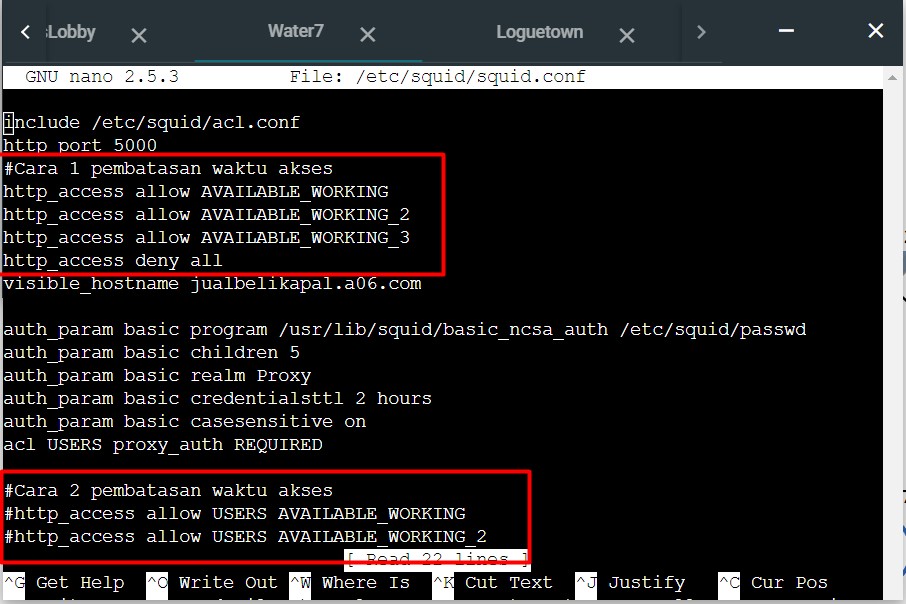 sLobby Water7 Loguetown
GNU nano 2.5.3 File: /etc/squid/squid.conf
include /etc/squid/acl.conf
http_port 5000
#Cara 1 pembatasan waktu akses
http_access allow AVAILABLE_WORKING
http_access allow AVAILABLE_WORKING_2
http_access allow AVAILABLE_WORKING_3
http_access deny all
visible_hostname jualbelikapal.a06.com
auth_param basic program /usr/lib/squid/basic_ncsa_auth /etc/squid/passwd
auth_param basic children 5
auth_param basic realm Proxy
auth_param basic credentialsttl 2 hours
auth_param basic casesensitive on
acl USERS proxy_auth REQUIRED
#Cara 2 pembatasan waktu akses
#http_access allow USERS AVAILABLE_WORKING
#http_access allow USERS AVAILABLE_WORKING_2
[ Read 22 lines ]
^G Get Help ^O Write Out ^W Where Is ^K Cut Text ^J Justify ^C Cur Pos